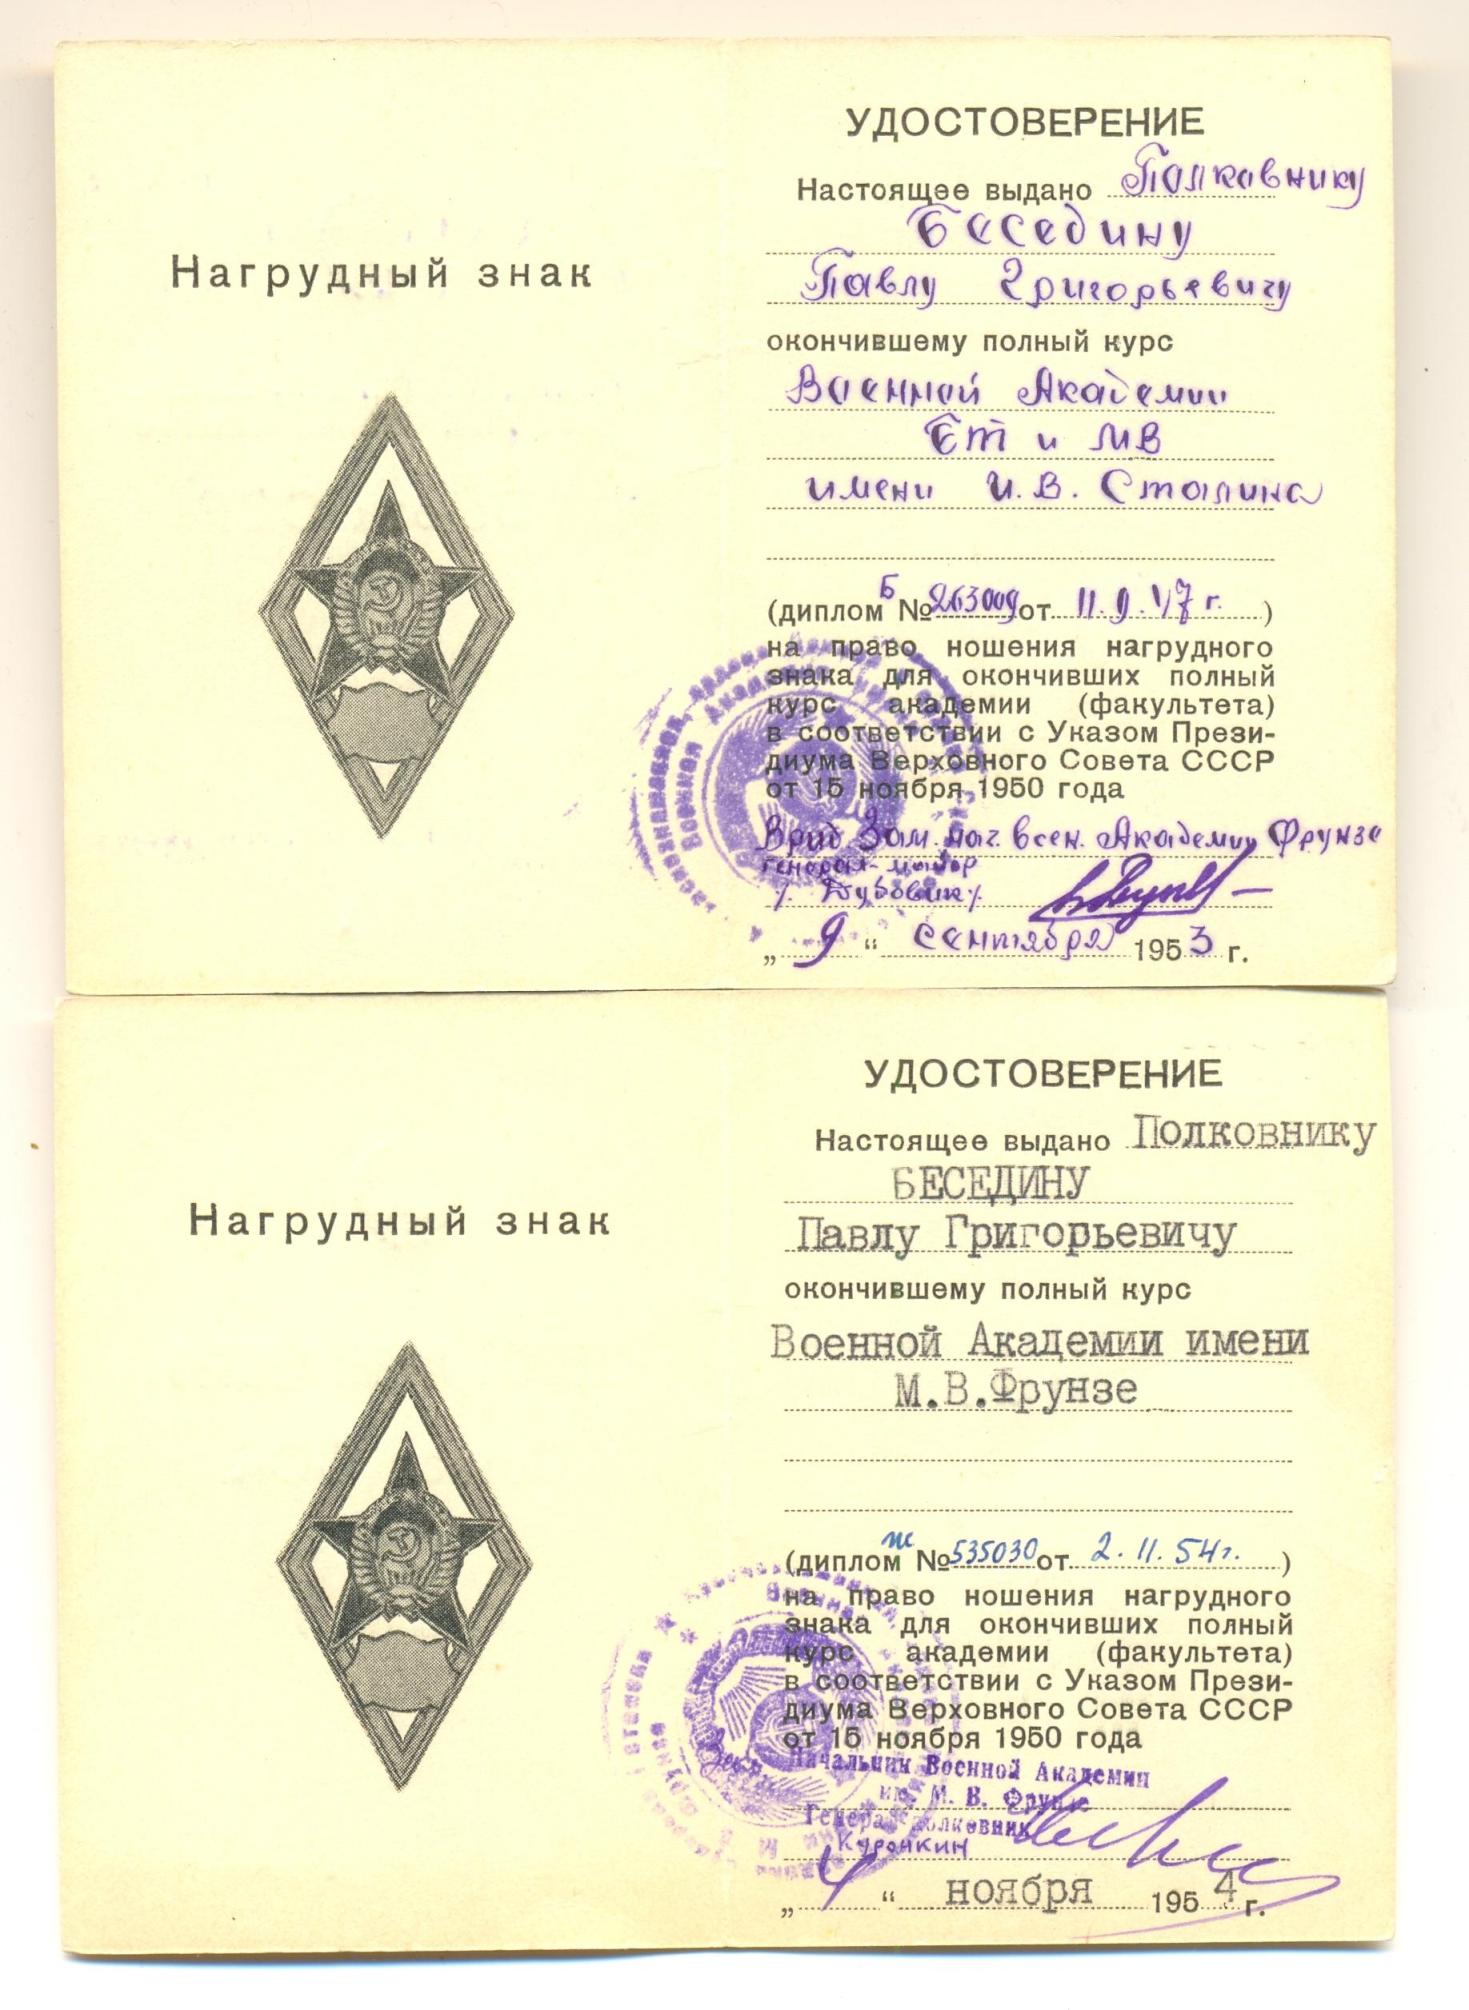 Нагрудный знак
УДОСТОВЕРЕНИЕ
Настоящее выдано Полковнику
Беседину
Павлу Григорьевичу
окончившему полный курс
Военной Академии
БТ и МВ
имени И.В. Сталина
(диплом Б № 263009 от 11.9.47 г. )
на право ношения нагрудного
знака для окончивших полный
курс академии (факультета)
в соответствии с Указом Прези-
диума Верховного Совета СССР
от 15 ноября 1950 года
Врид Зам. нач. воен. Академии Фрунзе
генерал-майор
/. Дубовик /.
„ 9 “ сентября 1953 г.
Нагрудный знак
УДОСТОВЕРЕНИЕ
Настоящее выдано Полковнику
БЕСЕДИНУ
Павлу Григорьевичу
окончившему полный курс
Военной Академии имени
М.В.Фрунзе
(диплом Ж № 535030 от 2.11.54г. )
на право ношения нагрудного
знака для окончивших полный
курс академии (факультета)
в соответствии с Указом Прези-
диума Верховного Совета СССР
от 15 ноября 1950 года
Начальник Военной Академии
им. М. В. Фрунзе
Генерал-полковник
Курочкин
„ 4 “ ноября 1954 г.